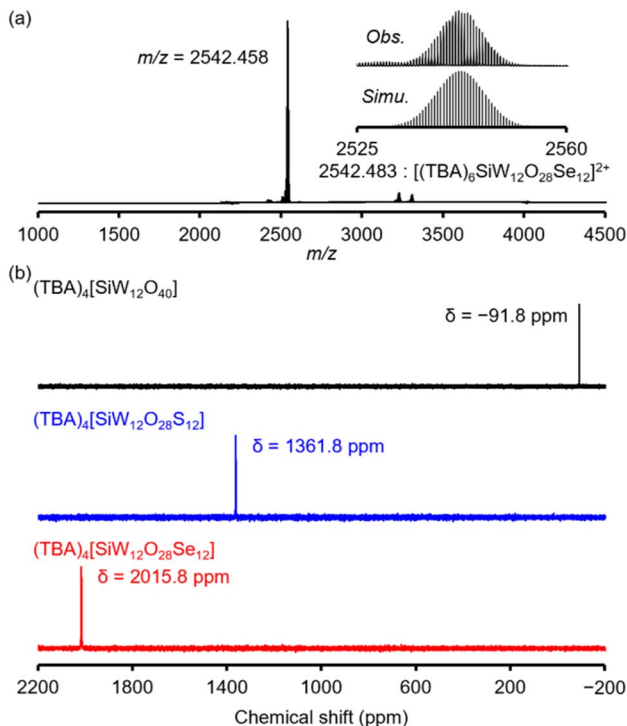 (a)
m/z = 2542.458
Obs.
Simu.
2525 2560
2542.483 : [(TBA)₆SiW₁₂O₂₈Se₁₂]²⁺
1000 1500 2000 2500 3000 3500 4000 4500
m/z
(b)
(TBA)₄[SiW₁₂O₄₀]
δ = −91.8 ppm
(TBA)₄[SiW₁₂O₂₈S₁₂]
δ = 1361.8 ppm
(TBA)₄[SiW₁₂O₂₈Se₁₂]
δ = 2015.8 ppm
2200 1800 1400 1000 600 200 −200
Chemical shift (ppm)